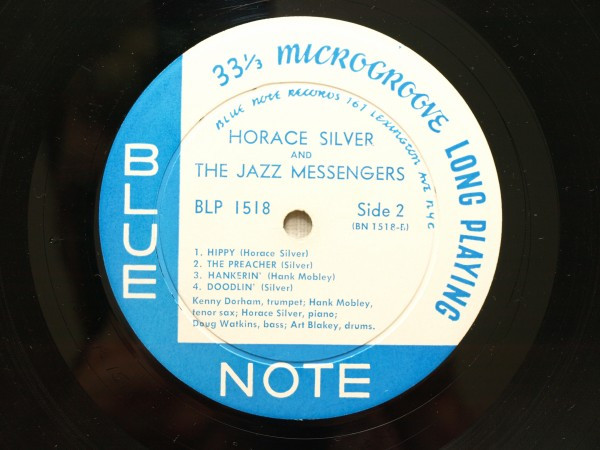 33⅓ MICROGROOVE LONG PLAYING
BLUE NOTE RECORDS 767 LEXINGTON AVE NYC
HORACE SILVER
AND
THE JAZZ MESSENGERS
BLP 1518 Side 2
(BN 1518-B)
1. HIPPY (Horace Silver)
2. THE PREACHER (Silver)
3. HANKERIN' (Hank Mobley)
4. DOODLIN' (Silver)
Kenny Dorham, trumpet; Hank Mobley,
tenor sax; Horace Silver, piano;
Doug Watkins, bass; Art Blakey, drums.
BLUE
NOTE